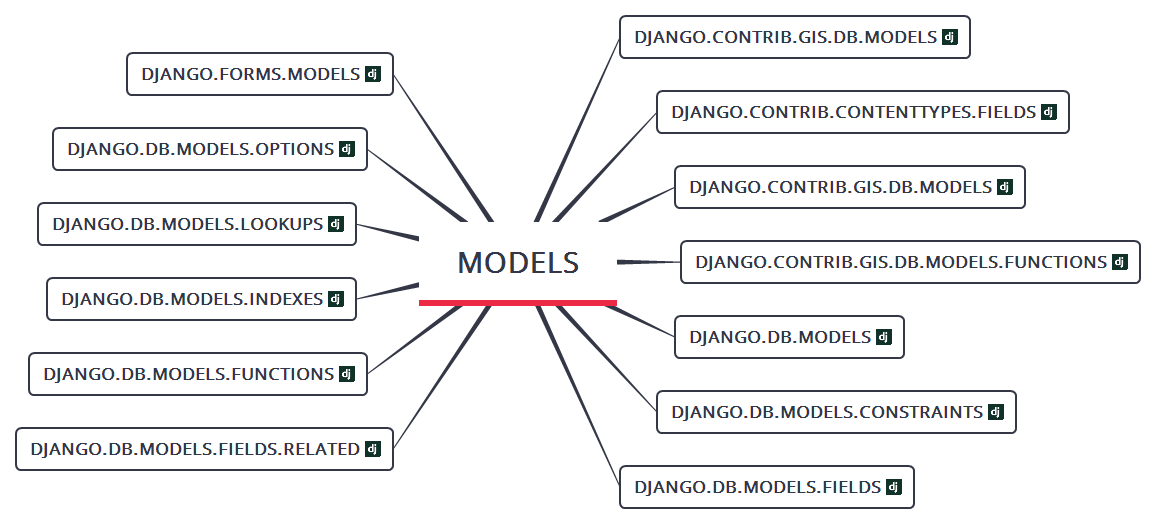 DJANGO.CONTRIB.GIS.DB.MODELS dj
DJANGO.FORMS.MODELS dj
DJANGO.CONTRIB.CONTENTTYPES.FIELDS dj
DJANGO.DB.MODELS.OPTIONS dj
DJANGO.CONTRIB.GIS.DB.MODELS dj
DJANGO.DB.MODELS.LOOKUPS dj
MODELS
DJANGO.CONTRIB.GIS.DB.MODELS.FUNCTIONS dj
DJANGO.DB.MODELS.INDEXES dj
DJANGO.DB.MODELS dj
DJANGO.DB.MODELS.FUNCTIONS dj
DJANGO.DB.MODELS.CONSTRAINTS dj
DJANGO.DB.MODELS.FIELDS.RELATED dj
DJANGO.DB.MODELS.FIELDS dj